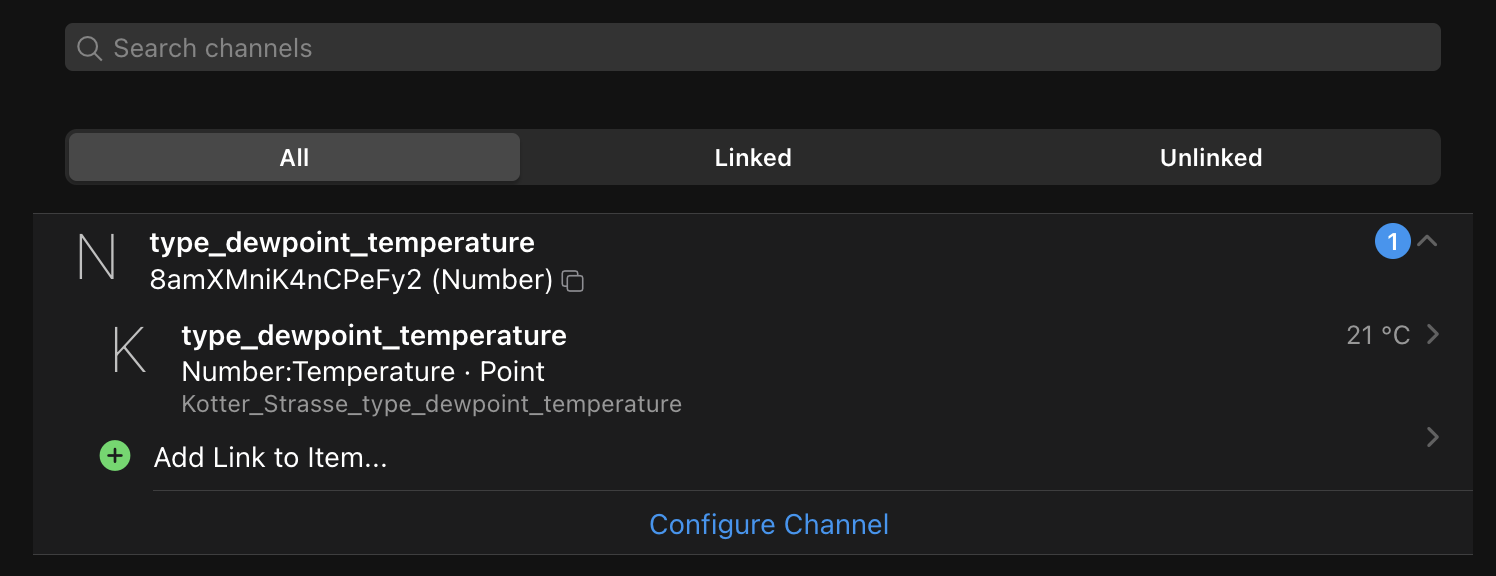 Search channels
All
Linked
Unlinked
N
type_dewpoint_temperature
1
8amXMniK4nCPeFy2 (Number)
K
type_dewpoint_temperature
21 °C
Number:Temperature · Point
Kotter_Strasse_type_dewpoint_temperature
Add Link to Item...
Configure Channel